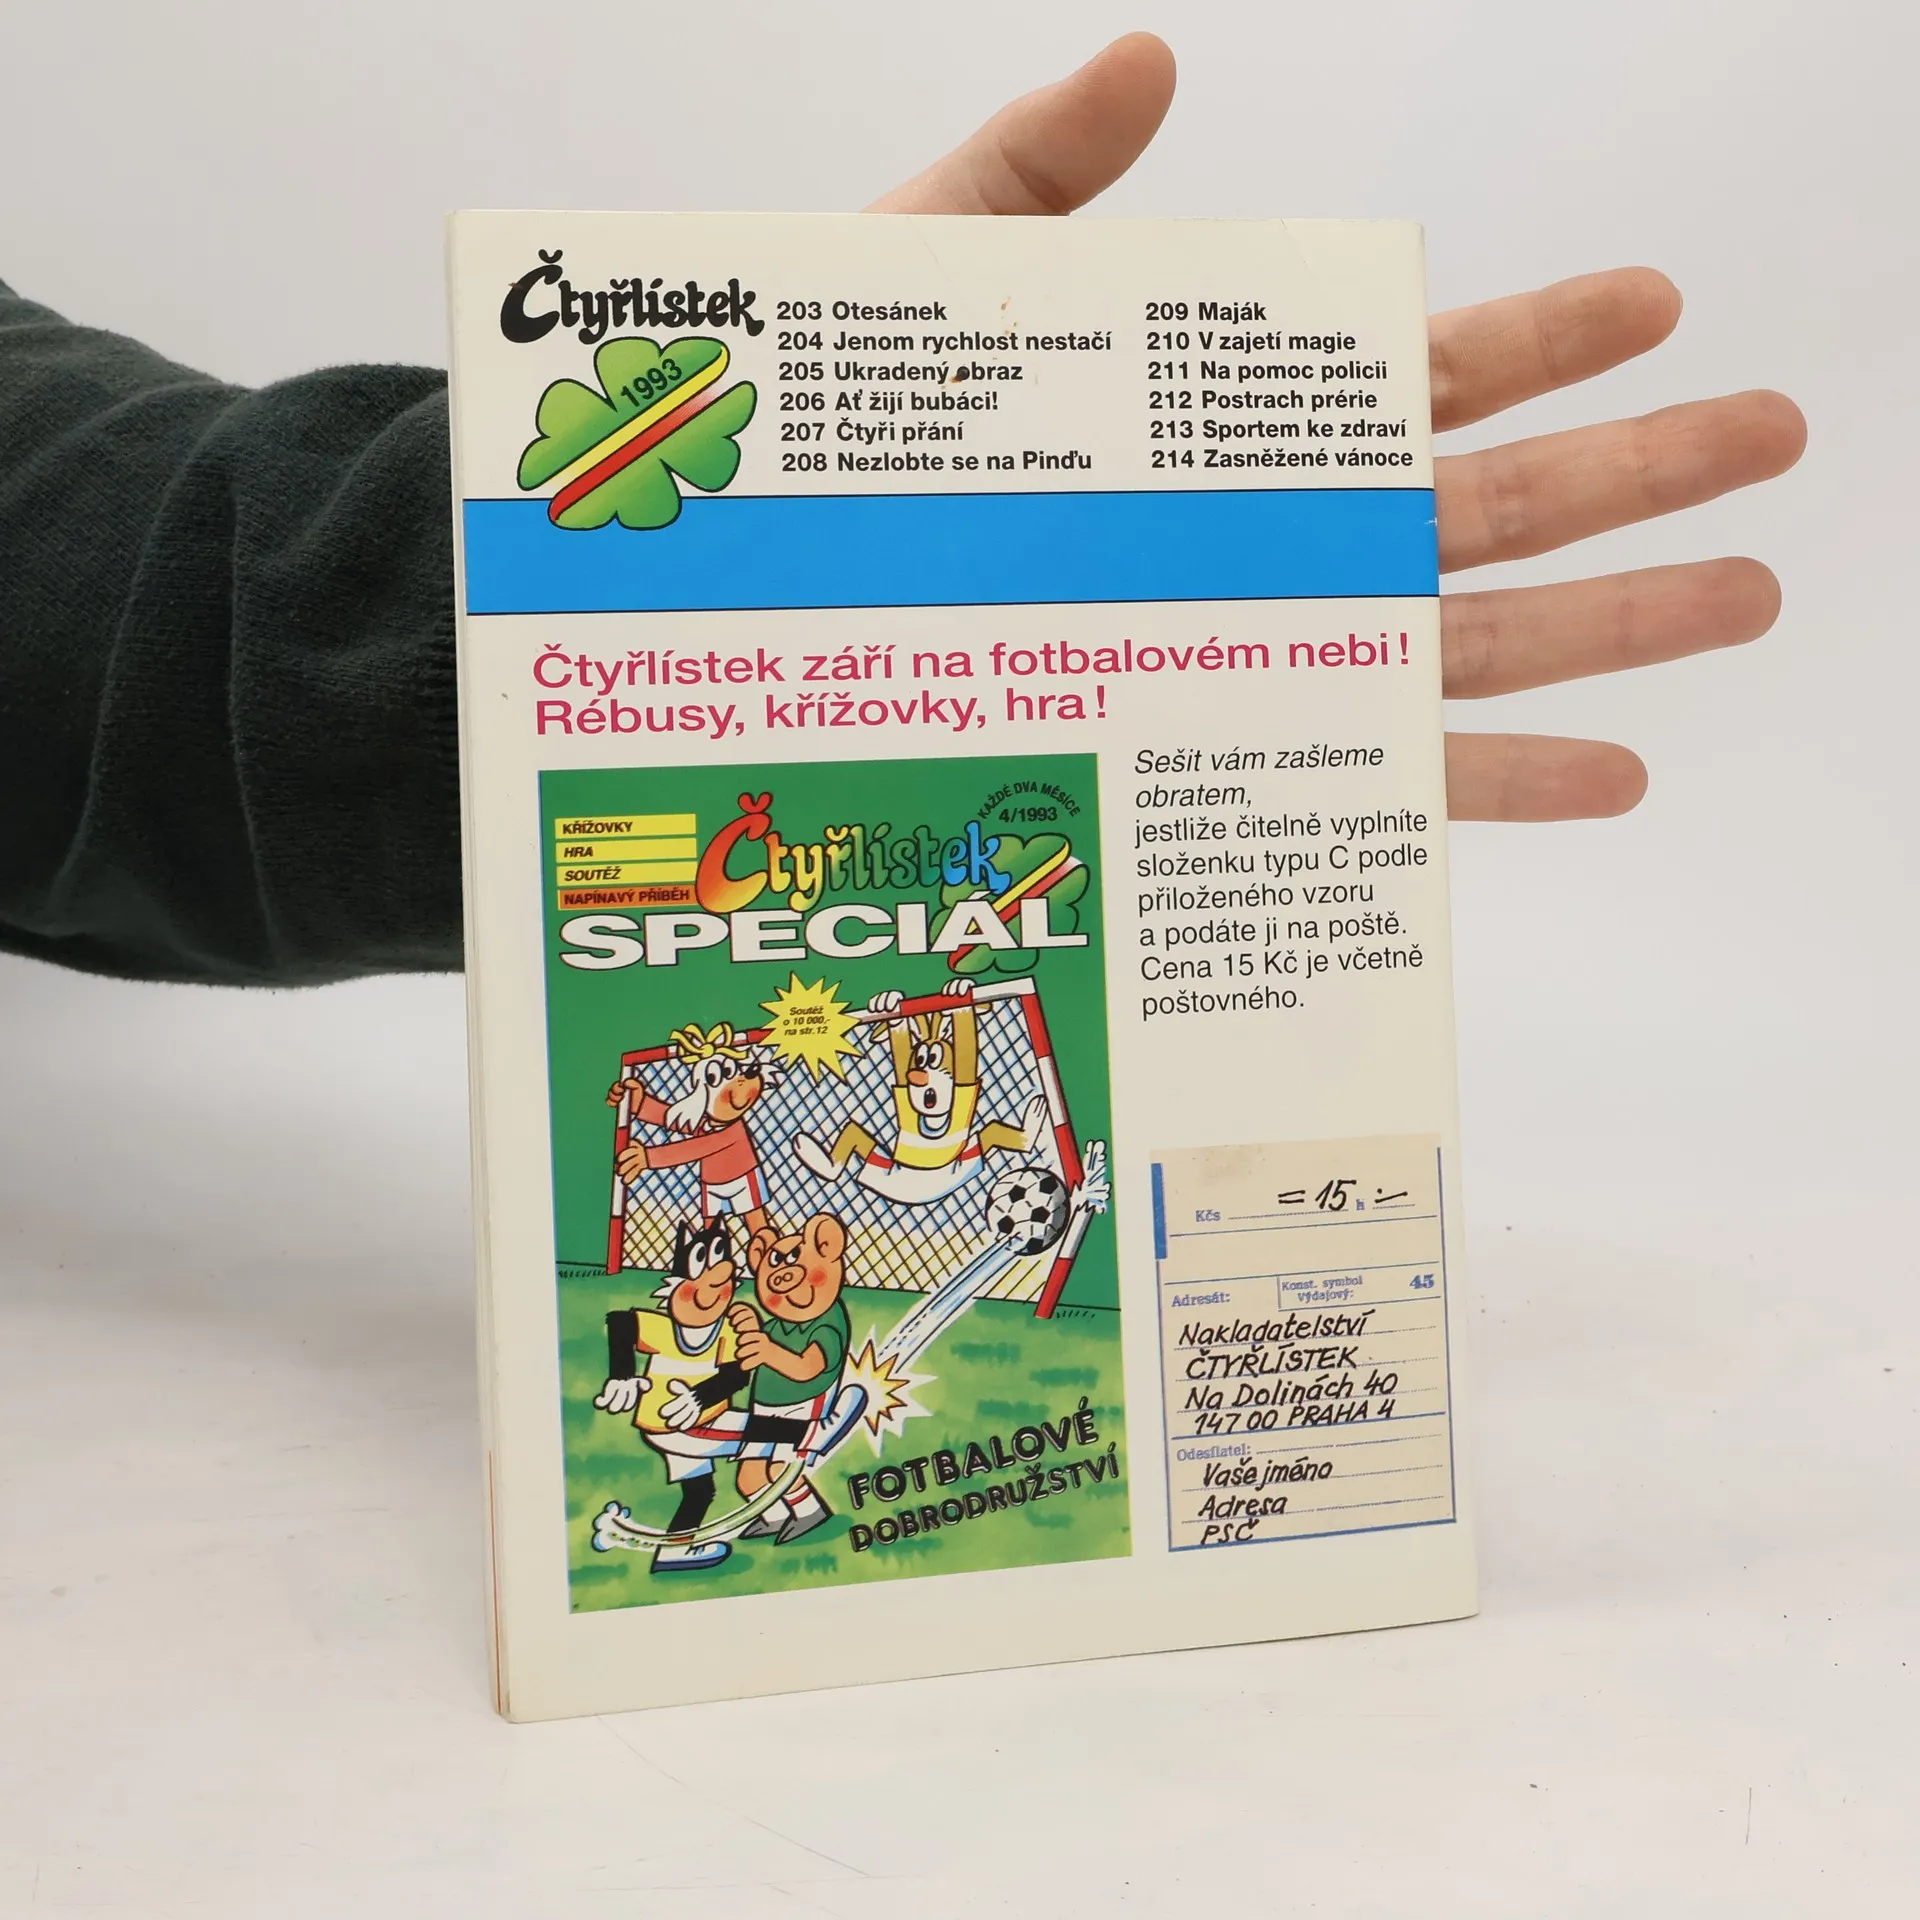 Čtyřlístek
1993
203 Otesánek
204 Jenom rychlost nestačí
205 Ukradený obraz
206 Ať žijí bubáci!
207 Čtyři přání
208 Nezlobte se na Pinďu
209 Maják
210 V zajetí magie
211 Na pomoc policii
212 Postrach prérie
213 Sportem ke zdraví
214 Zasněžené vánoce
Čtyřlístek září na fotbalovém nebi!
Rébusy, křížovky, hra!
KŘÍŽOVKY
HRA
SOUTĚŽ
NAPÍNAVÝ PŘÍBĚH
KAŽDÉ DVA MĚSÍCE
4/1993
Čtyřlístek
SPECIÁL
Soutěž
o 10 000,-
na str. 12
FOTBALOVÉ
DOBRODRUŽSTVÍ
Sešit vám zašleme
obratem,
jestliže čitelně vyplníte
složenku typu C podle
přiloženého vzoru
a podáte ji na poště.
Cena 15 Kč je včetně
poštovného.
Kčs = 15 h ÷
Adresát:
Konst. symbol
Výdajový:
45
Nakladatelství
ČTYŘLÍSTEK
Na Dolinách 40
147 00 PRAHA 4
Odesílatel:
Vaše jméno
Adresa
PSČ